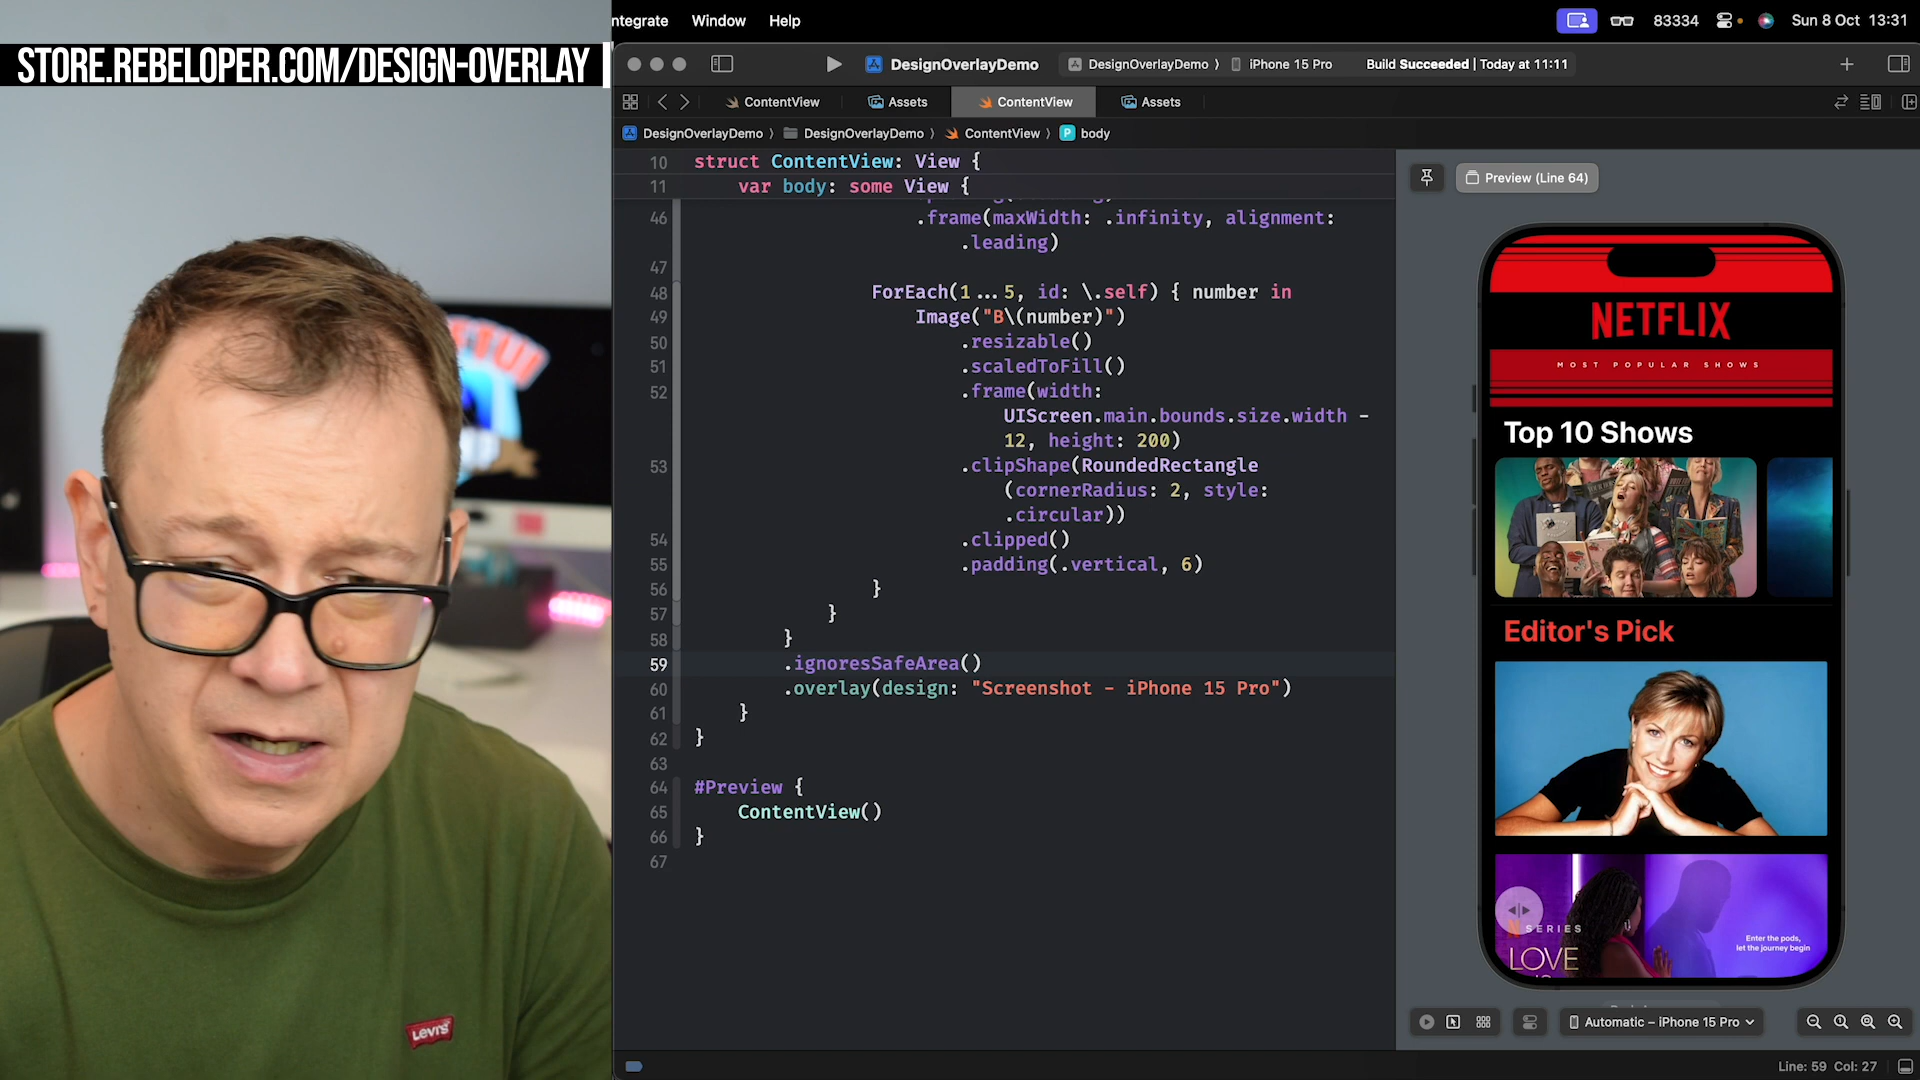 STORE.REBELOPER.COM/DESIGN-OVERLAY
ntegrate Window Help
83334
Sun 8 Oct 13:31
DesignOverlayDemo
DesignOverlayDemo 〉 iPhone 15 Pro
Build Succeeded | Today at 11:11
ContentView
Assets
ContentView
Assets
DesignOverlayDemo 〉 DesignOverlayDemo 〉 ContentView 〉 P body
10 struct ContentView: View {
11 var body: some View {
46 .frame(maxWidth: .infinity, alignment:
.leading)
47
48 ForEach(1...5, id: \.self) { number in
49 Image("B\(number)")
50 .resizable()
51 .scaledToFill()
52 .frame(width:
UIScreen.main.bounds.size.width -
12, height: 200)
53 .clipShape(RoundedRectangle
(cornerRadius: 2, style:
.circular))
54 .clipped()
55 .padding(.vertical, 6)
56 }
57 }
58 }
59 .ignoresSafeArea()
60 .overlay(design: "Screenshot - iPhone 15 Pro")
61 }
62 }
63
64 #Preview {
65 ContentView()
66 }
67
Preview (Line 64)
NETFLIX
MOST POPULAR SHOWS
Top 10 Shows
Editor's Pick
SERIES
LOVE
Enter the pods,
let the journey begin
Automatic – iPhone 15 Pro
Line: 59 Col: 27
Levi's